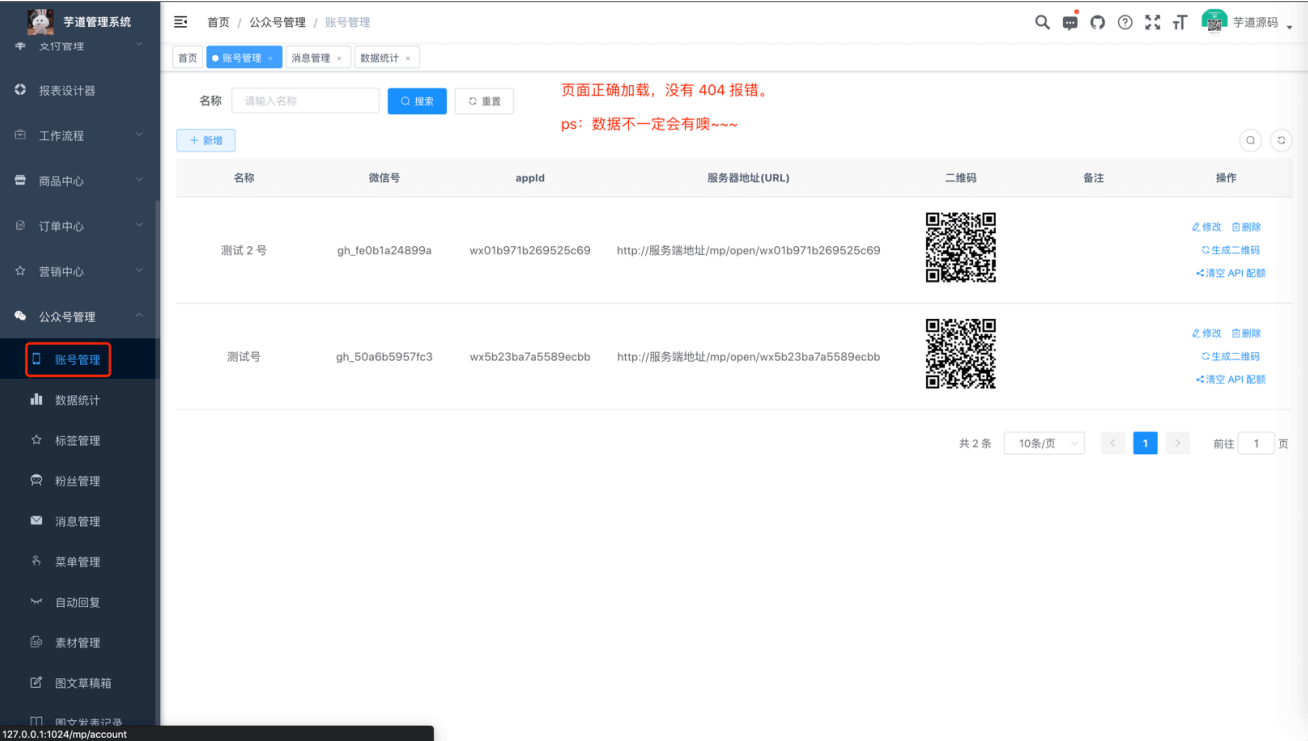 芋道管理系统
首页 / 公众号管理 / 账号管理
芋道源码
支付管理
首页
账号管理 ×
消息管理 ×
数据统计 ×
报表设计器
名称
请输入名称
搜索
重置
页面正确加载，没有 404 报错。
ps：数据不一定会有噢~~~
工作流程
+ 新增
商品中心
名称
微信号
appId
服务器地址(URL)
二维码
备注
操作
订单中心
测试 2 号
gh_fe0b1a24899a
wx01b971b269525c69
http://服务端地址/mp/open/wx01b971b269525c69
修改
删除
生成二维码
清空 API 配额
营销中心
公众号管理
测试号
gh_50a6b5957fc3
wx5b23ba7a5589ecbb
http://服务端地址/mp/open/wx5b23ba7a5589ecbb
修改
删除
生成二维码
清空 API 配额
账号管理
数据统计
标签管理
共 2 条
10条/页
1
前往
1
页
粉丝管理
消息管理
菜单管理
自动回复
素材管理
图文草稿箱
图文发表记录
127.0.0.1:1024/mp/account